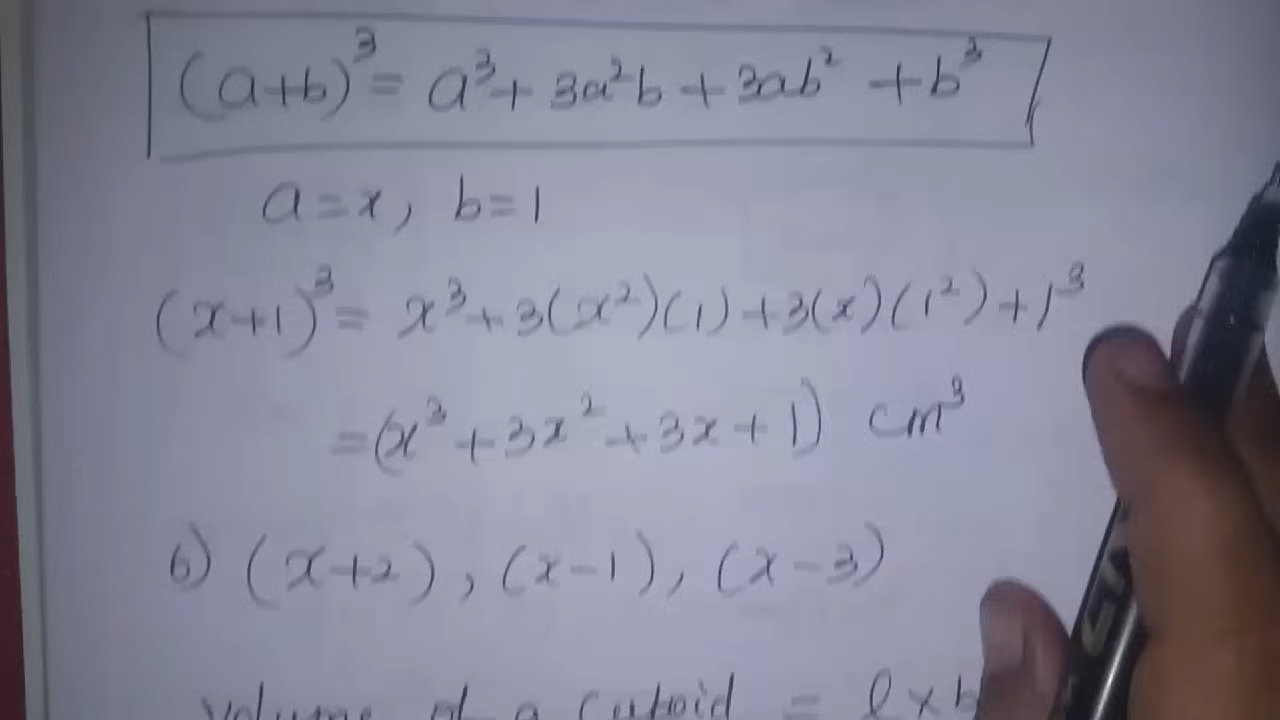 (a+b)³ = a³ + 3a²b + 3ab² + b³
a = x, b = 1
(x+1)³ = x³ + 3(x²)(1) + 3(x)(1²) + 1³
= (x³ + 3x² + 3x + 1) cm³
6) (x+2), (x-1), (x-3)
volume of a cuboid = l × b